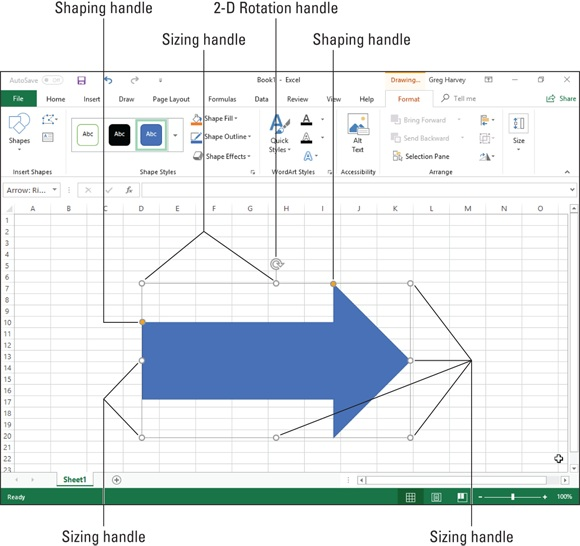 Shaping handle
2-D Rotation handle
Sizing handle
Shaping handle
AutoSave Off
Book1 - Excel
Drawing...
Greg Harvey
File Home Insert Draw Page Layout Formulas Data Review View Help Format Tell me Share
Shapes
Abc Abc Abc
Shape Fill
Shape Outline
Shape Effects
Quick Styles
A
A
A
A
Alt Text
Bring Forward
Send Backward
Selection Pane
Size
Insert Shapes Shape Styles WordArt Styles Accessibility Arrange
Arrow: Ri... fx
A B C D E F G H I J K L M N O
1
2
3
4
5
6
7
8
9
10
11
12
13
14
15
16
17
18
19
20
21
22
23
Sheet1
Ready
100%
Sizing handle
Sizing handle